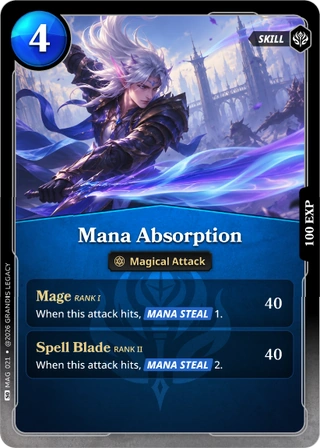 4
SKILL
100 EXP
Mana Absorption
Magical Attack
Mage RANK I
40
When this attack hits, MANA STEAL 1.
Spell Blade RANK II
40
When this attack hits, MANA STEAL 2.
MAG 021 • @2026 GRANDIS LEGACY